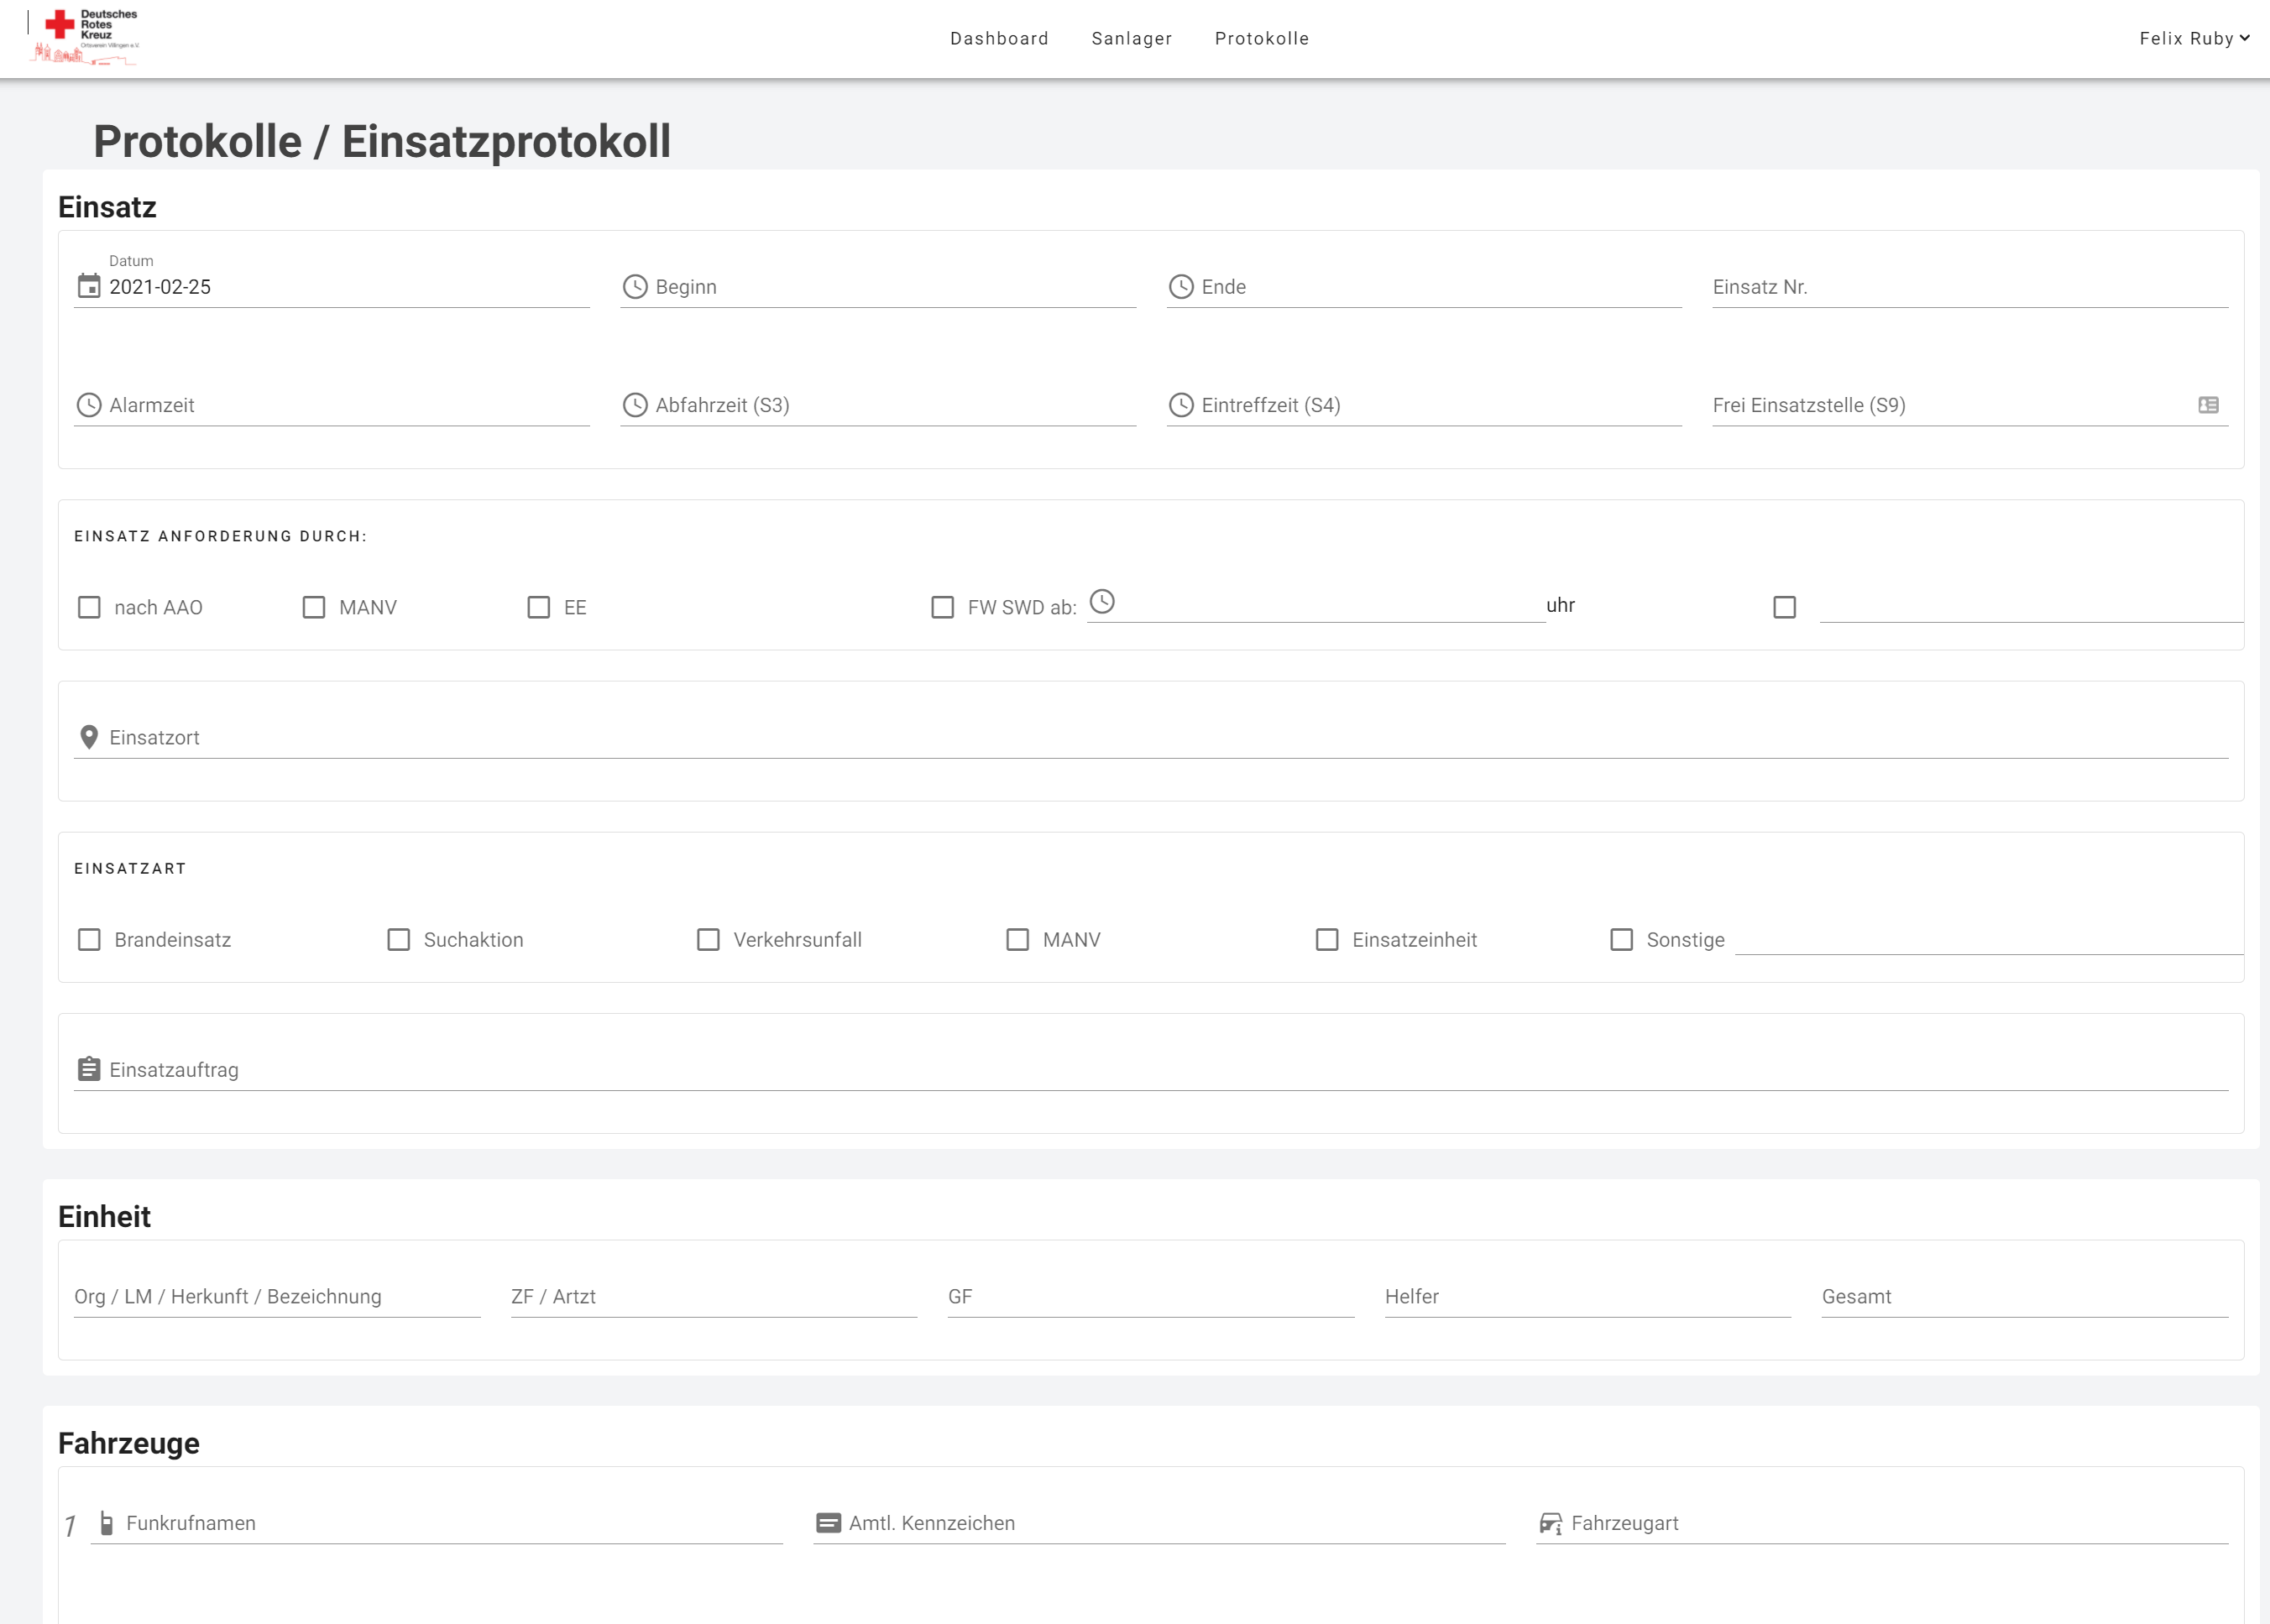 Deutsches
Rotes
Kreuz
Ortsverein Villingen e.V.
Dashboard Sanlager Protokolle Felix Ruby
Protokolle / Einsatzprotokoll
Einsatz
Datum
2021-02-25 Beginn Ende Einsatz Nr.
Alarmzeit Abfahrzeit (S3) Eintreffzeit (S4) Frei Einsatzstelle (S9)
EINSATZ ANFORDERUNG DURCH:
nach AAO MANV EE FW SWD ab: uhr
Einsatzort
EINSATZART
Brandeinsatz Suchaktion Verkehrsunfall MANV Einsatzeinheit Sonstige
Einsatzauftrag
Einheit
Org / LM / Herkunft / Bezeichnung ZF / Artzt GF Helfer Gesamt
Fahrzeuge
1 Funkrufnamen Amtl. Kennzeichen Fahrzeugart